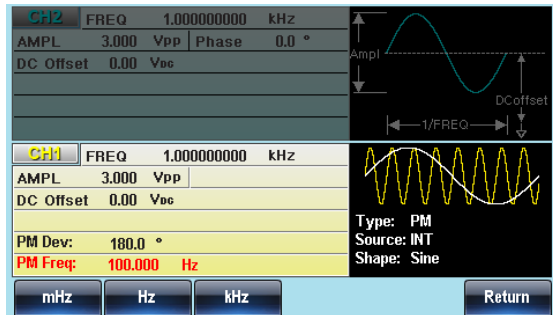 CH2 FREQ 1.000000000 kHz
AMPL 3.000 Vpp Phase 0.0 °
DC Offset 0.00 VDC
Ampl
DCoffset
1/FREQ
CH1 FREQ 1.000000000 kHz
AMPL 3.000 Vpp
DC Offset 0.00 VDC
PM Dev: 180.0 °
PM Freq: 100.000 Hz
Type: PM
Source: INT
Shape: Sine
mHz Hz kHz Return